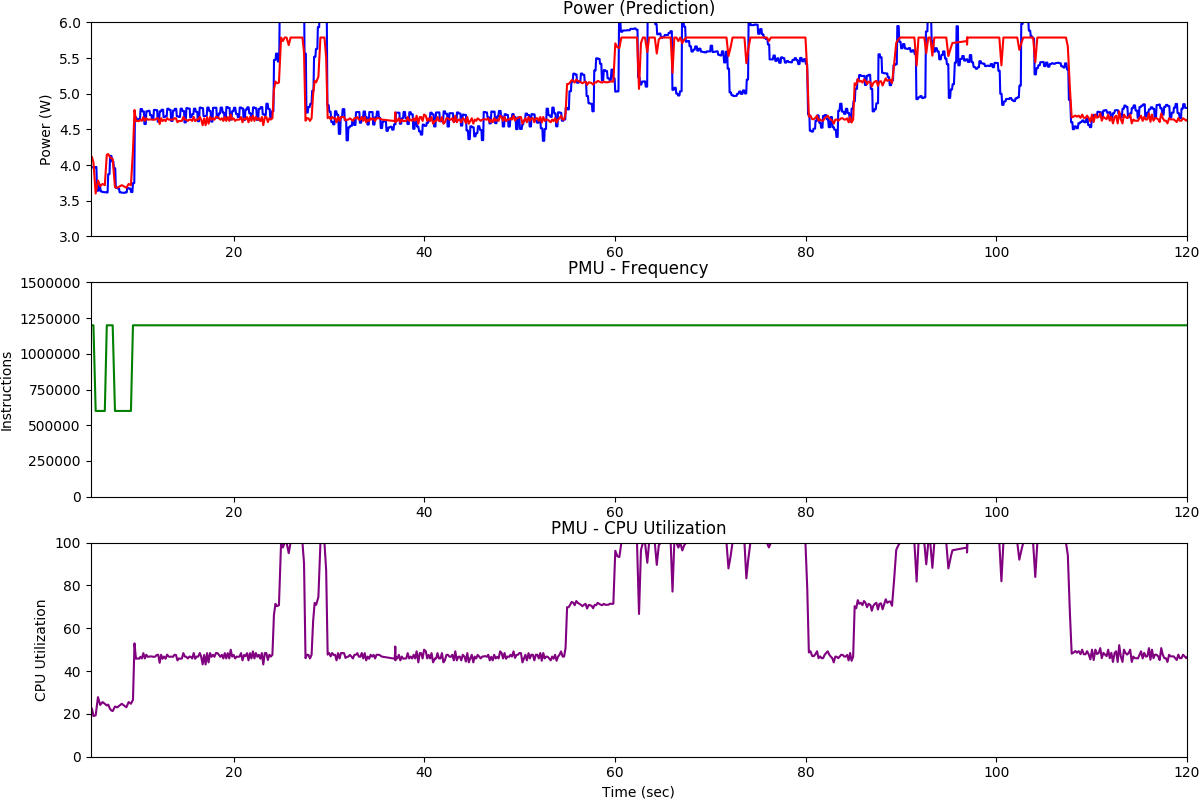 Power (Prediction)
6.0
5.5
5.0
4.5
4.0
3.5
3.0
Power (W)
20 40 60 80 100 120
PMU - Frequency
1500000
1250000
1000000
750000
500000
250000
0
Instructions
20 40 60 80 100 120
PMU - CPU Utilization
100
80
60
40
20
0
CPU Utilization
20 40 60 80 100 120
Time (sec)